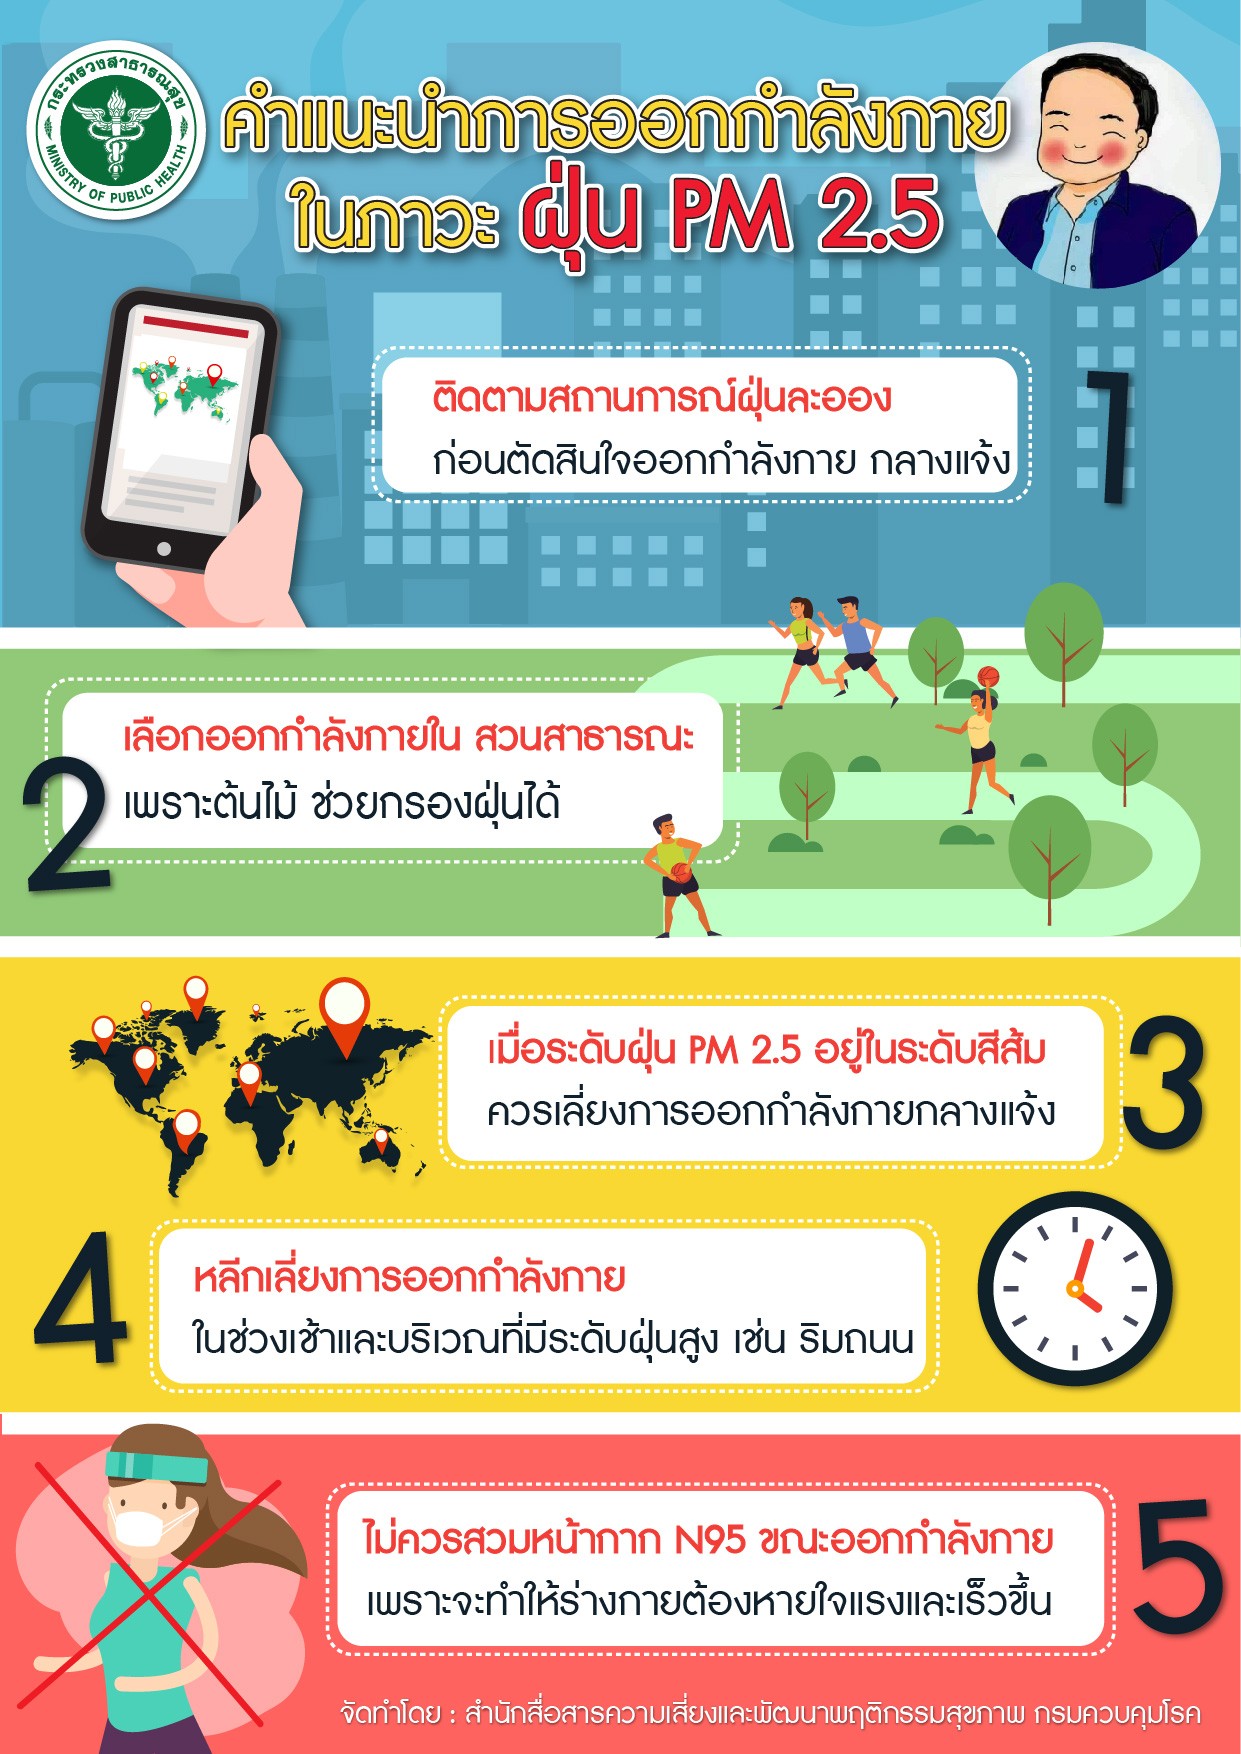 กระทรวงสาธารณสุข
MINISTRY OF PUBLIC HEALTH
คำแนะนำการออกกำลังกาย
ในภาวะ ฝุ่น PM 2.5
1
ติดตามสถานการณ์ฝุ่นละออง
ก่อนตัดสินใจออกกำลังกาย กลางแจ้ง
2
เลือกออกกำลังกายใน สวนสาธารณะ
เพราะต้นไม้ ช่วยกรองฝุ่นได้
3
เมื่อระดับฝุ่น PM 2.5 อยู่ในระดับสีส้ม
ควรเลี่ยงการออกกำลังกายกลางแจ้ง
4
หลีกเลี่ยงการออกกำลังกาย
ในช่วงเช้าและบริเวณที่มีระดับฝุ่นสูง เช่น ริมถนน
5
ไม่ควรสวมหน้ากาก N95 ขณะออกกำลังกาย
เพราะจะทำให้ร่างกายต้องหายใจแรงและเร็วขึ้น
จัดทำโดย : สำนักสื่อสารความเสี่ยงและพัฒนาพฤติกรรมสุขภาพ กรมควบคุมโรค